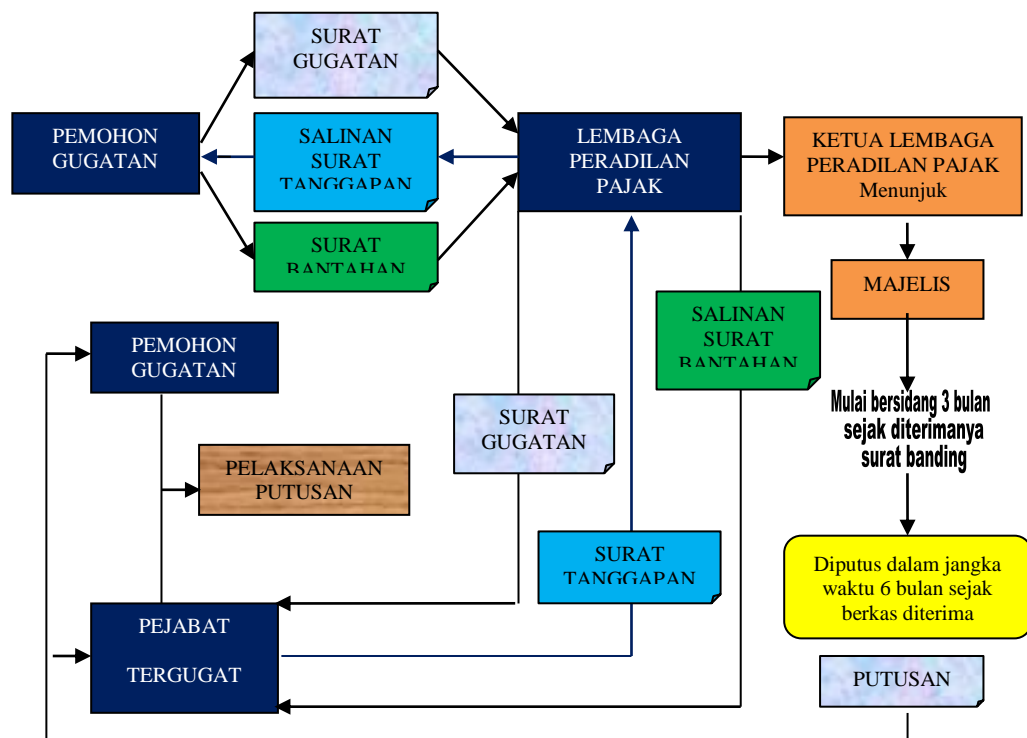 SURAT
GUGATAN
PEMOHON
GUGATAN
SALINAN
SURAT
TANGGAPAN
LEMBAGA
PERADILAN
PAJAK
KETUA LEMBAGA
PERADILAN PAJAK
Menunjuk
SURAT
BANTAHAN
MAJELIS
SALINAN
SURAT
BANTAHAN
PEMOHON
GUGATAN
Mulai bersidang 3 bulan
sejak diterimanya
surat banding
SURAT
GUGATAN
PELAKSANAAN
PUTUSAN
SURAT
TANGGAPAN
Diputus dalam jangka
waktu 6 bulan sejak
berkas diterima
PEJABAT
TERGUGAT
PUTUSAN